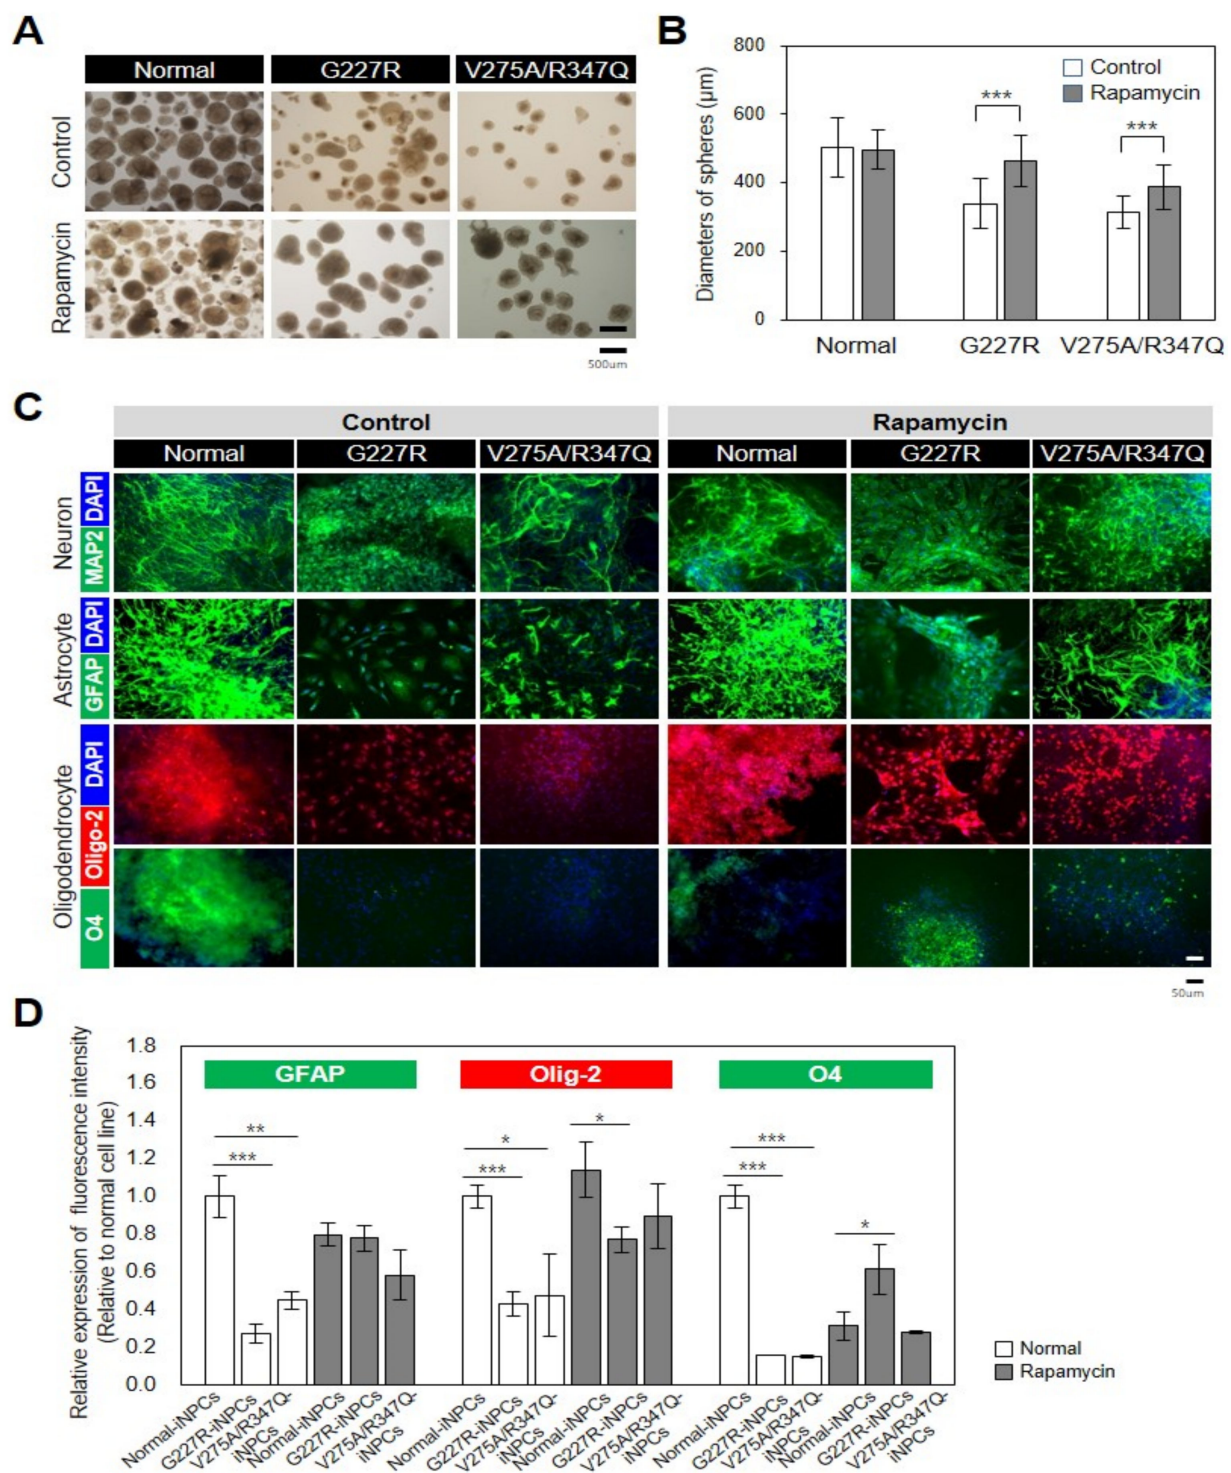 A
Normal G227R V275A/R347Q
Control
Rapamycin
500um
B
Diameters of spheres (µm)
800
600
400
200
0
Control
Rapamycin
***
***
Normal G227R V275A/R347Q
C
Control Rapamycin
Normal G227R V275A/R347Q Normal G227R V275A/R347Q
Neuron
MAP2 DAPI
Astrocyte
GFAP DAPI
Oligodendrocyte
O4 Oligo-2 DAPI
50um
D
Relative expression of fluorescence intensity
(Relative to normal cell line)
1.8
1.6
1.4
1.2
1.0
0.8
0.6
0.4
0.2
0.0
GFAP Olig-2 O4
**
***
*
***
*
***
***
*
Normal
Rapamycin
Normal-iNPCs
G227R-iNPCs
V275A/R347Q-
iNPCs
Normal-iNPCs
G227R-iNPCs
V275A/R347Q-
iNPCs
Normal-iNPCs
G227R-iNPCs
V275A/R347Q-
iNPCs
Normal-iNPCs
G227R-iNPCs
V275A/R347Q-
iNPCs
Normal-iNPCs
G227R-iNPCs
V275A/R347Q-
iNPCs
Normal-iNPCs
G227R-iNPCs
V275A/R347Q-
iNPCs